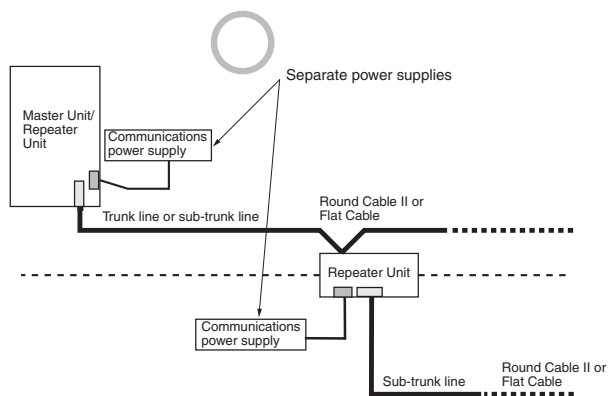 Separate power supplies
Master Unit/
Repeater
Unit
Communications
power supply
Trunk line or sub-trunk line
Round Cable II or
Flat Cable
Repeater Unit
Communications
power supply
Sub-trunk line
Round Cable II or
Flat Cable